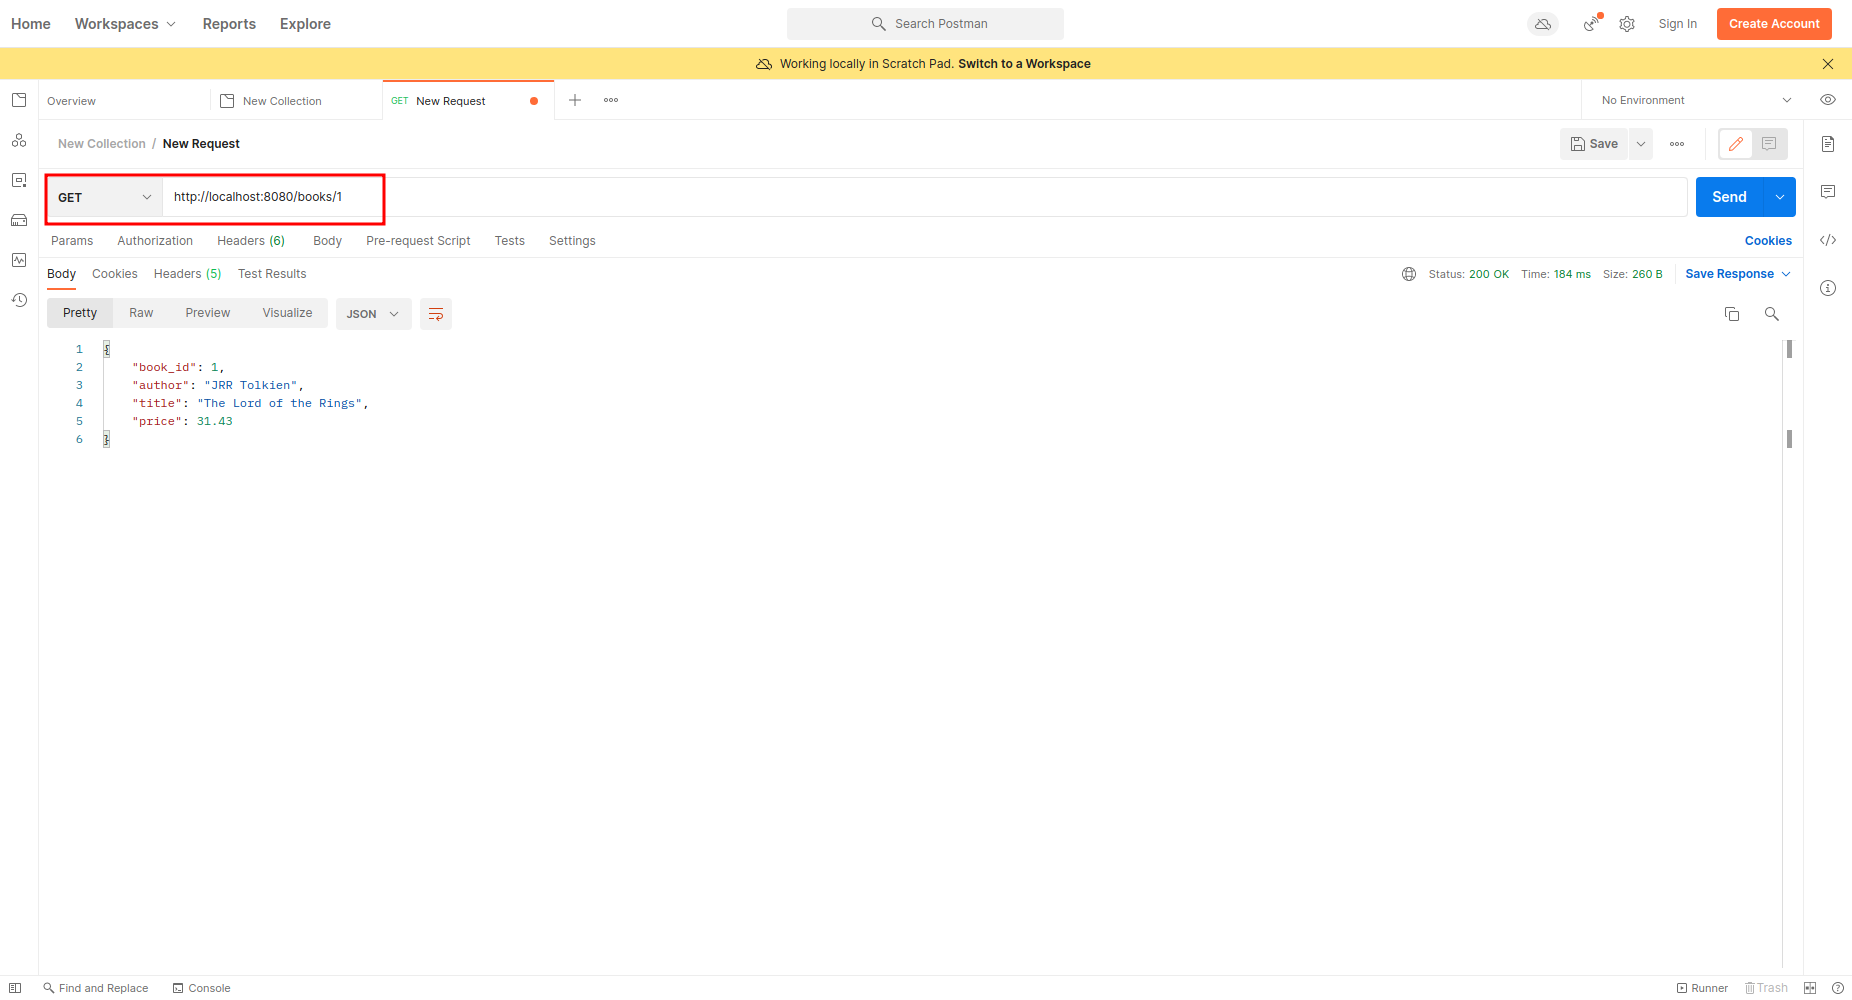 Home Workspaces Reports Explore Search Postman Sign In Create Account
Working locally in Scratch Pad. Switch to a Workspace
Overview New Collection GET New Request No Environment
New Collection / New Request Save
GET http://localhost:8080/books/1 Send
Params Authorization Headers (6) Body Pre-request Script Tests Settings Cookies
Body Cookies Headers (5) Test Results Status: 200 OK Time: 184 ms Size: 260 B Save Response
Pretty Raw Preview Visualize JSON
1 {
2 "book_id": 1,
3 "author": "JRR Tolkien",
4 "title": "The Lord of the Rings",
5 "price": 31.43
6 }
Find and Replace Console Runner Trash